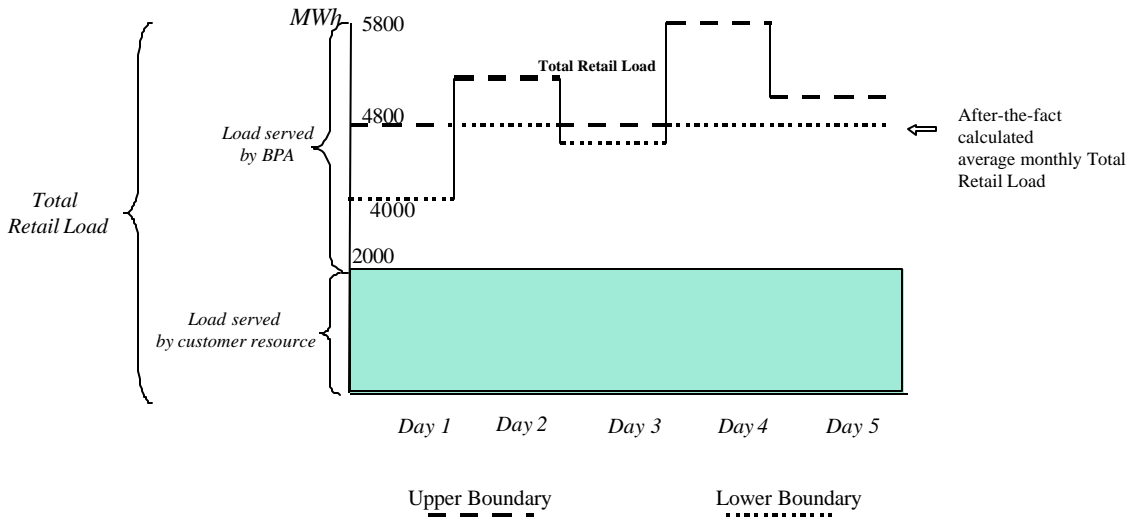 MWh
5800
Total Retail Load
4800
Load served
by BPA
After-the-fact
calculated
average monthly Total
Retail Load
Total
Retail Load
4000
2000
Load served
by customer resource
Day 1 Day 2 Day 3 Day 4 Day 5
Upper Boundary Lower Boundary